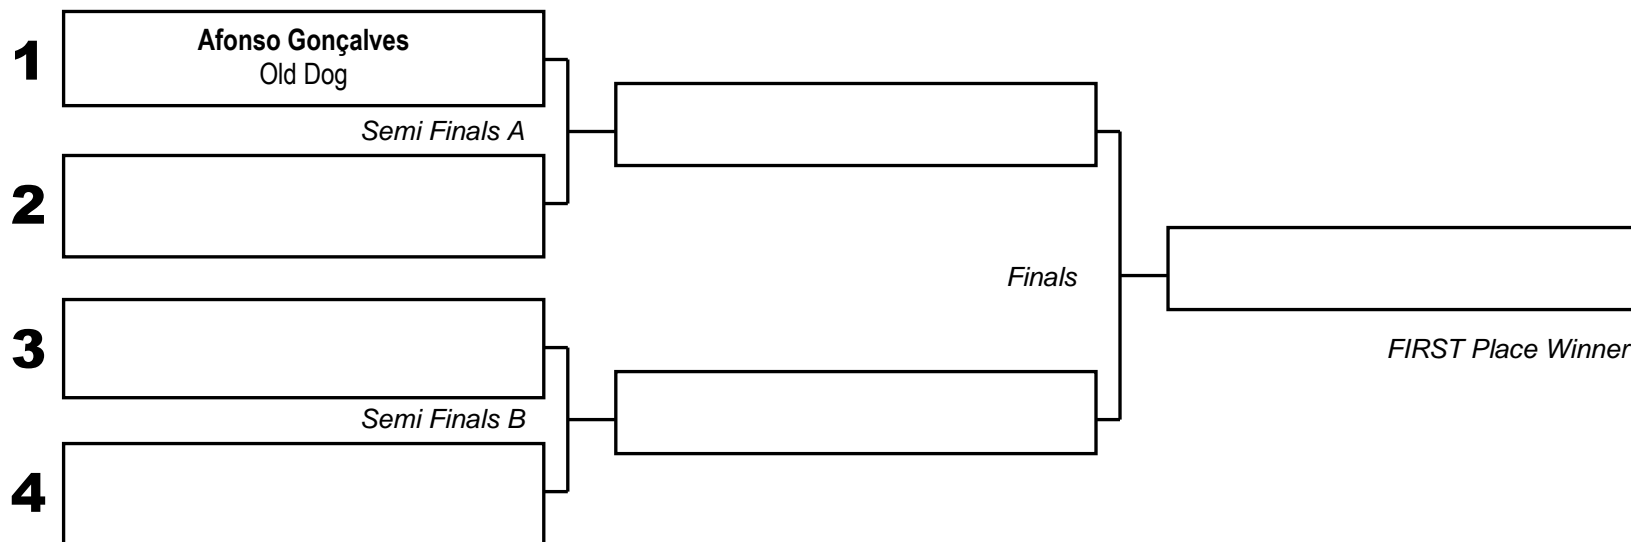 1
Afonso Gonçalves
Old Dog
Semi Finals A
2
Finals
3
FIRST Place Winner
Semi Finals B
4